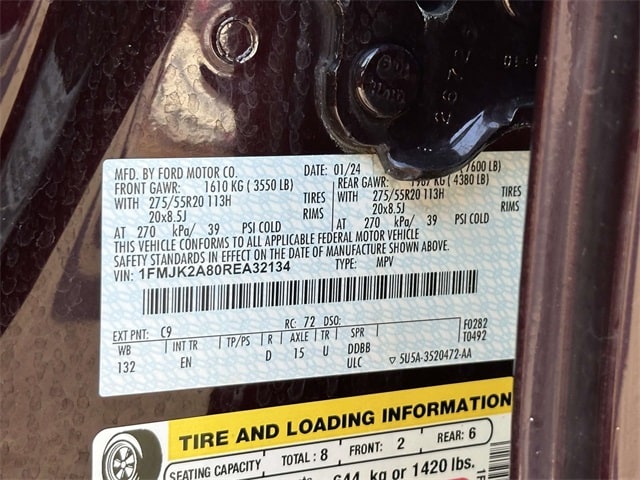 MFD. BY FORD MOTOR CO.
DATE: 01/24
7600 LB)
FRONT GAWR: 1610 KG ( 3550 LB)
REAR GAWR: 1987 KG ( 4380 LB)
WITH 275/55R20 113H TIRES
WITH 275/55R20 113H TIRES
20x8.5J RIMS
20x8.5J RIMS
AT 270 kPa/ 39 PSI COLD
AT 270 kPa/ 39 PSI COLD
THIS VEHICLE CONFORMS TO ALL APPLICABLE FEDERAL MOTOR VEHICLE
SAFETY STANDARDS IN EFFECT ON THE DATE OF MANUFACTURE SHOWN ABOVE.
VIN: 1FMJK2A80REA32134
TYPE: MPV
EXT PNT: C9 RC: 72 DSO: F0282
WB INT TR TP/PS R AXLE TR SPR T0492
132 EN D 15 U DDBB
ULC ▽ 5U5A-3520472-AA
TIRE AND LOADING INFORMATION
SEATING CAPACITY TOTAL: 8 FRONT: 2 REAR: 6
kg or 1420 lbs.